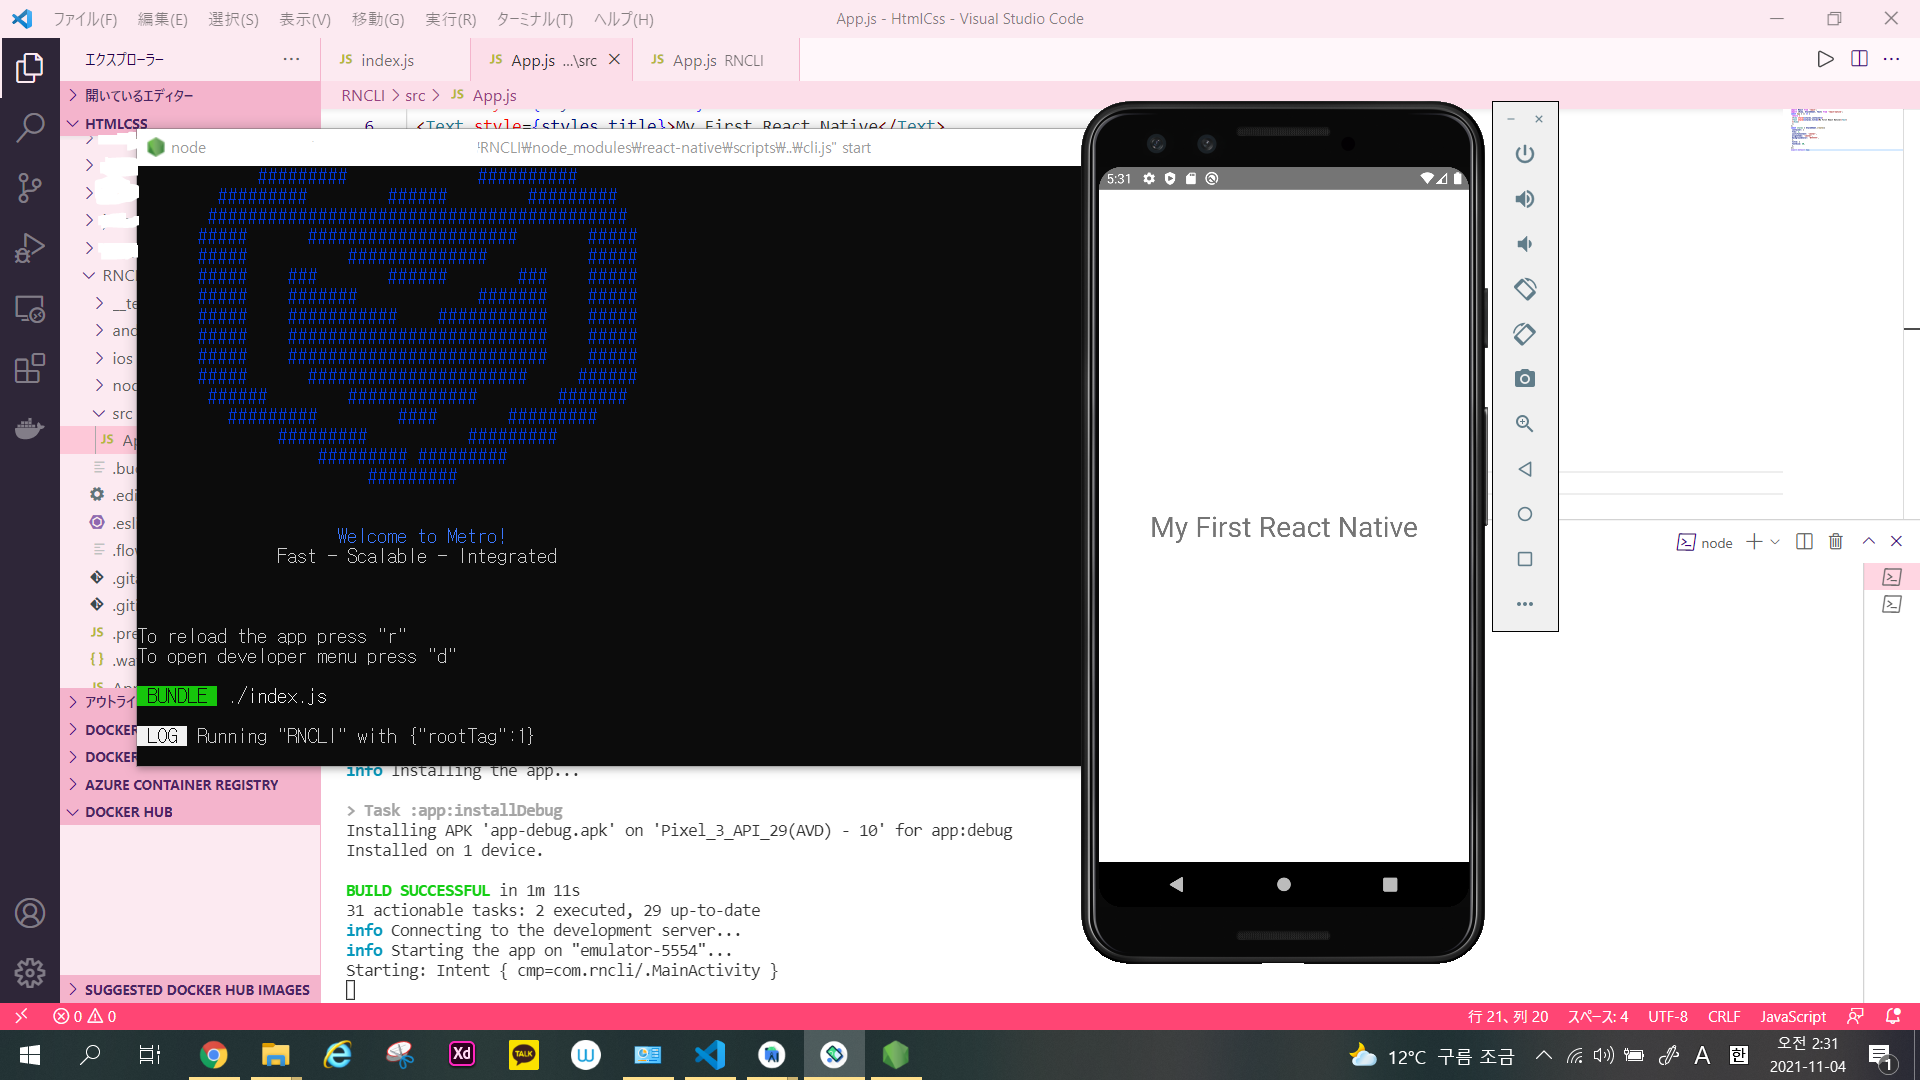 ファイル(F) 編集(E) 選択(S) 表示(V) 移動(G) 実行(R) ターミナル(T) ヘルプ(H)
App.js - HtmlCss - Visual Studio Code
エクスプローラー
JS index.js
JS App.js ...\src
JS App.js RNCLI
開いているエディター
RNCLI > src > JS App.js
HTMLCSS
6 <Text style={styles.title}>My First React Native</Text>
node
RNCLI₩node_modules₩react-native₩scripts₩..₩cli.js" start
Welcome to Metro!
Fast - Scalable - Integrated
To reload the app press "r"
To open developer menu press "d"
BUNDLE ./index.js
LOG Running "RNCLI" with {"rootTag":1}
RNC
__te
and
ios
noc
src
JS Ap
.bu
.edi
.esl
.flo
.gita
.giti
JS .pre
{} .wa
アウトライ
DOCKER
DOCKER
AZURE CONTAINER REGISTRY
DOCKER HUB
SUGGESTED DOCKER HUB IMAGES
info Installing the app...
> Task :app:installDebug
Installing APK 'app-debug.apk' on 'Pixel_3_API_29(AVD) - 10' for app:debug
Installed on 1 device.
BUILD SUCCESSFUL in 1m 11s
31 actionable tasks: 2 executed, 29 up-to-date
info Connecting to the development server...
info Starting the app on "emulator-5554"...
Starting: Intent { cmp=com.rncli/.MainActivity }
5:31
My First React Native
node
0 0
行 21、列 20 スペース: 4 UTF-8 CRLF JavaScript
Xd
TALK
12°C 구름 조금
A 한
오전 2:31
2021-11-04
1